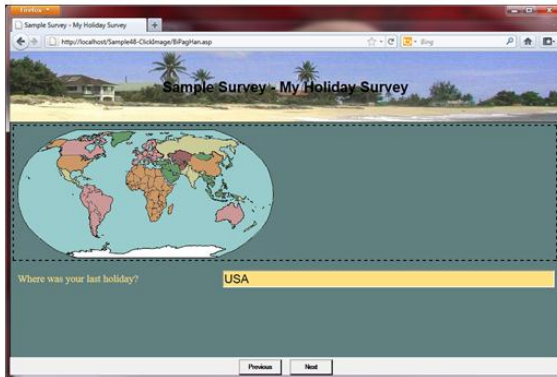 Firefox
Sample Survey - My Holiday Survey
http://localhost/Sample48-ClickImage/BiPagHan.asp
Bing
Sample Survey - My Holiday Survey
Where was your last holiday?
USA
Previous Next